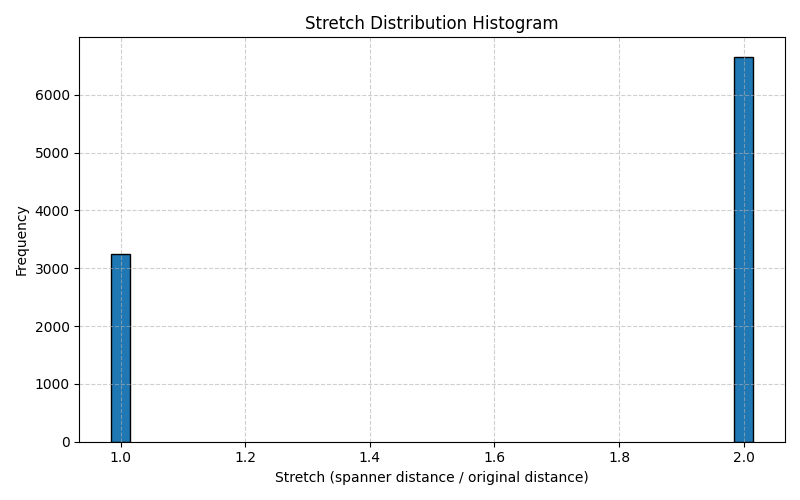 Stretch Distribution Histogram
Frequency
6000
5000
4000
3000
2000
1000
0
1.0 1.2 1.4 1.6 1.8 2.0
Stretch (spanner distance / original distance)